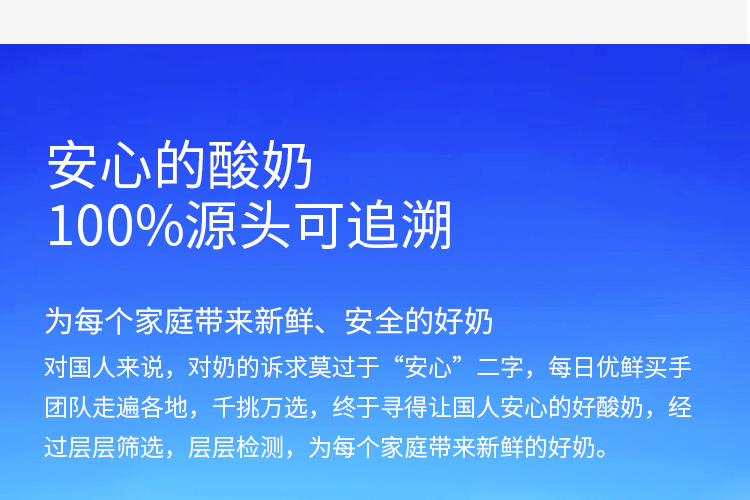 安心的酸奶
100%源头可追溯
为每个家庭带来新鲜、安全的好奶
对国人来说，对奶的诉求莫过于“安心”二字，每日优鲜买手
团队走遍各地，千挑万选，终于寻得让国人安心的好酸奶，经
过层层筛选，层层检测，为每个家庭带来新鲜的好奶。